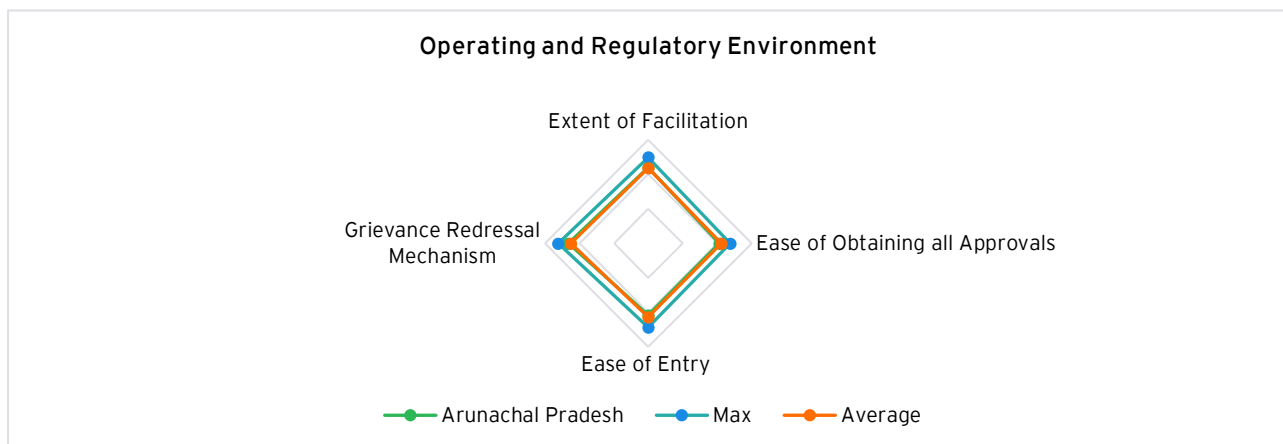 Operating and Regulatory Environment
Extent of Facilitation
Grievance Redressal
Mechanism
Ease of Obtaining all Approvals
Ease of Entry
Arunachal Pradesh
Max
Average